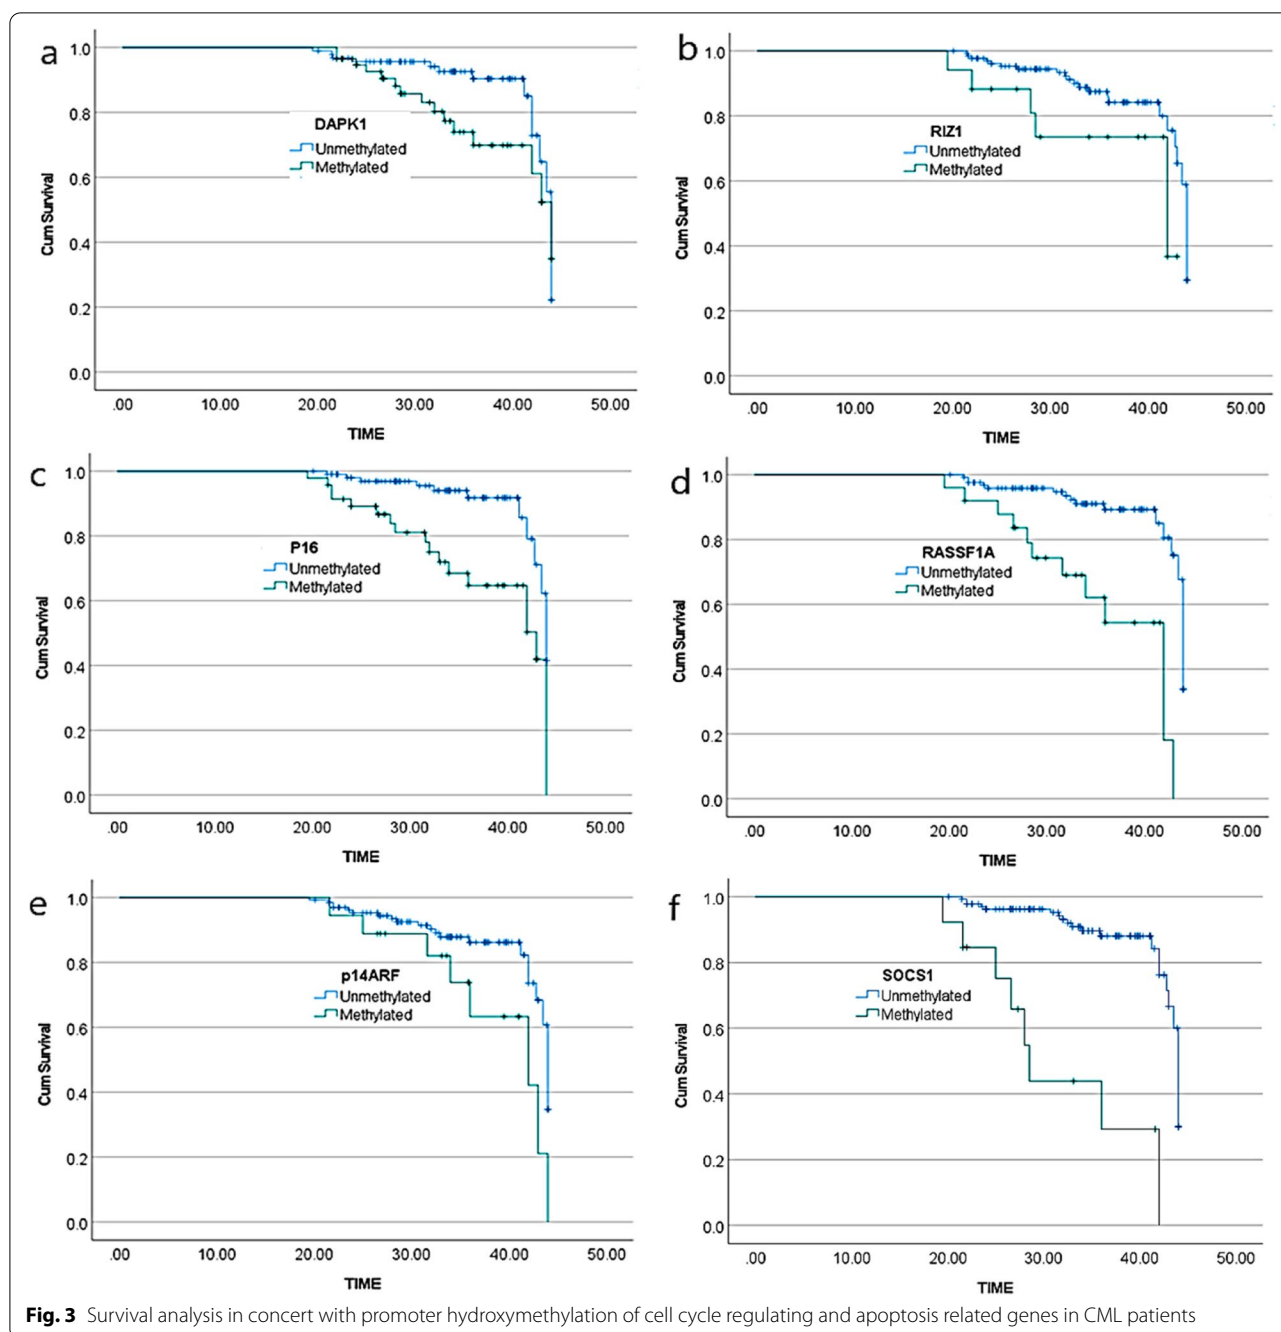 a
1.0
0.8
0.6
0.4
0.2
0.0
Cum Survival
DAPK1
Unmethylated
Methylated
.00 10.00 20.00 30.00 40.00 50.00
TIME
b
1.0
0.8
0.6
0.4
0.2
0.0
Cum Survival
RIZ1
Unmethylated
Methylated
.00 10.00 20.00 30.00 40.00 50.00
TIME
c
1.0
0.8
0.6
0.4
0.2
0.0
Cum Survival
P16
Unmethylated
Methylated
.00 10.00 20.00 30.00 40.00 50.00
TIME
d
1.0
0.8
0.6
0.4
0.2
0.0
Cum Survival
RASSF1A
Unmethylated
Methylated
.00 10.00 20.00 30.00 40.00 50.00
TIME
e
1.0
0.8
0.6
0.4
0.2
0.0
Cum Survival
p14ARF
Unmethylated
Methylated
.00 10.00 20.00 30.00 40.00 50.00
TIME
f
1.0
0.8
0.6
0.4
0.2
0.0
Cum Survival
SOCS1
Unmethylated
Methylated
.00 10.00 20.00 30.00 40.00 50.00
TIME
Fig. 3 Survival analysis in concert with promoter hydroxymethylation of cell cycle regulating and apoptosis related genes in CML patients